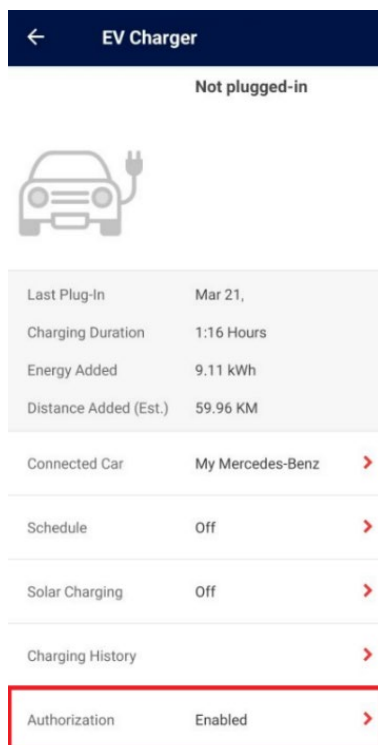 EV Charger
Not plugged-in
Last Plug-In Mar 21,
Charging Duration 1:16 Hours
Energy Added 9.11 kWh
Distance Added (Est.) 59.96 KM
Connected Car My Mercedes-Benz
Schedule Off
Solar Charging Off
Charging History
Authorization Enabled